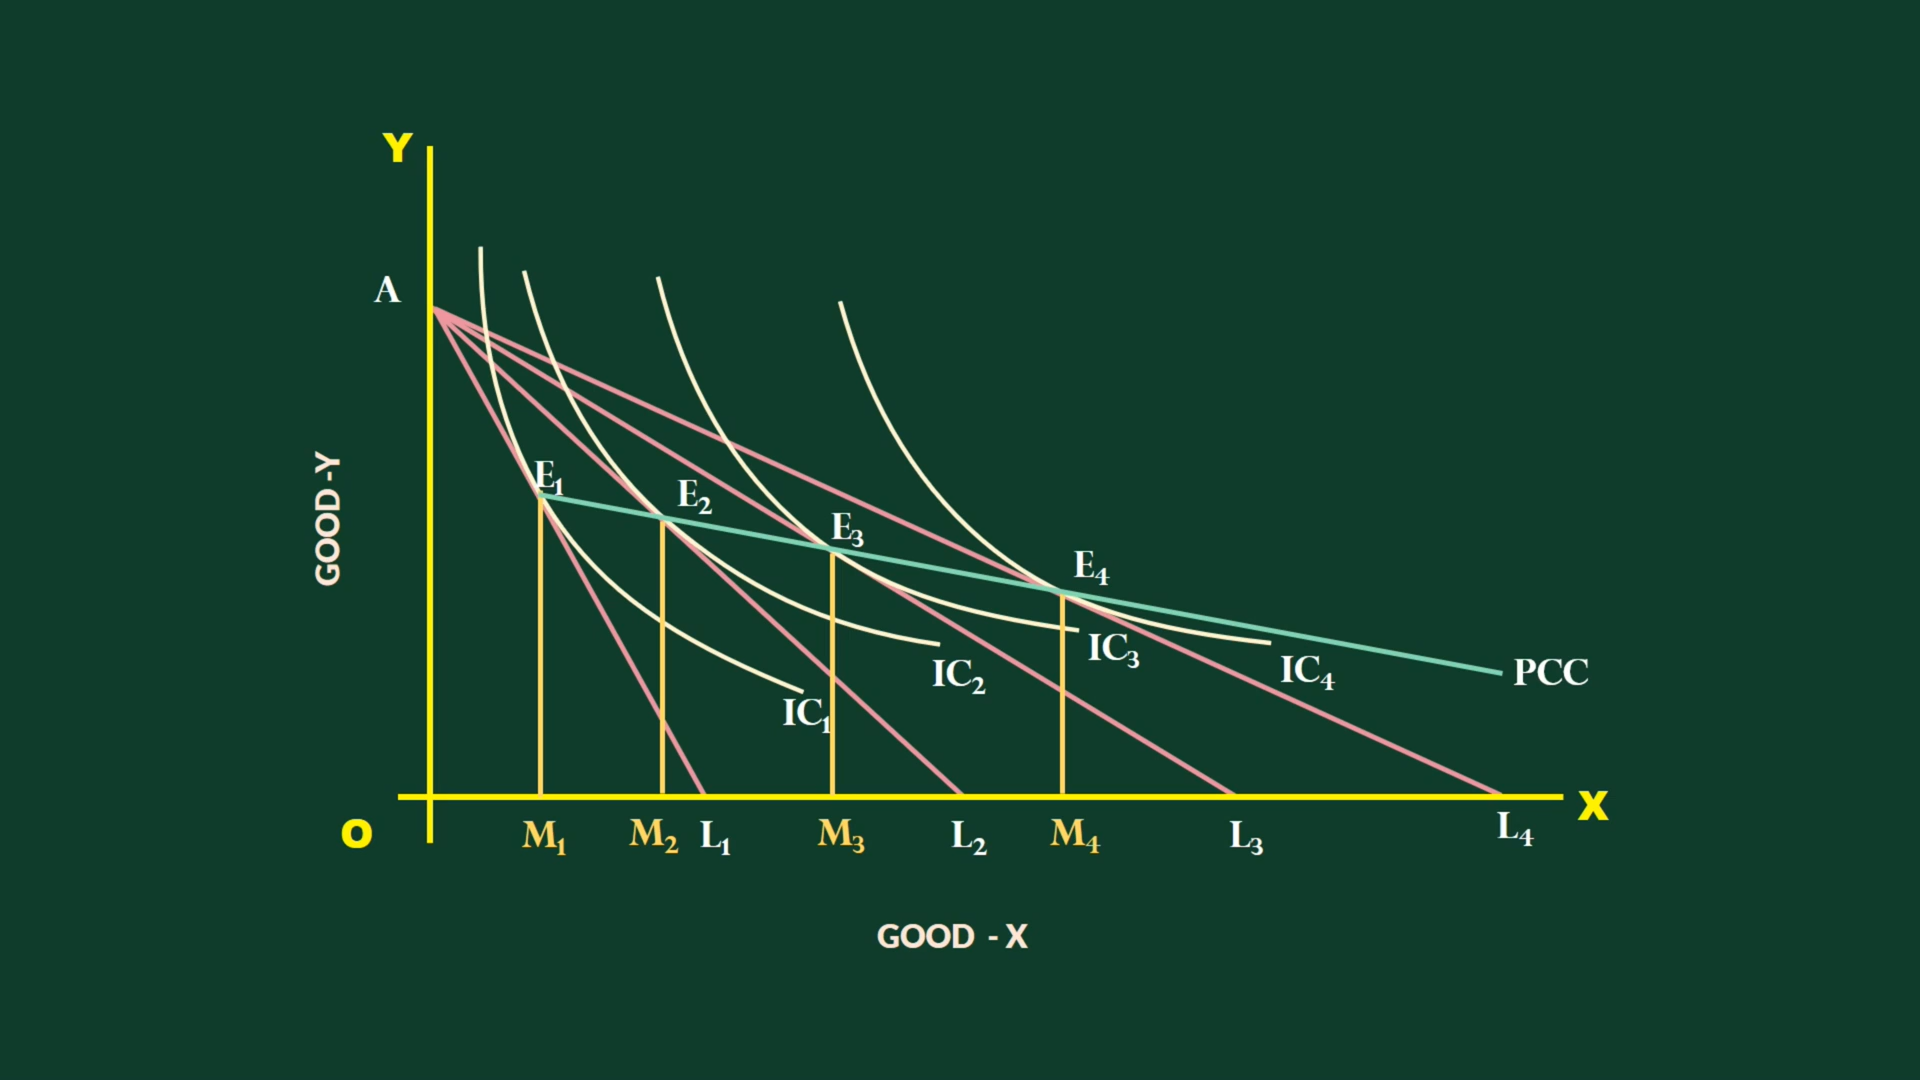 Y
A
GOOD -Y
E₁
E₂
E₃
E₄
IC₁
IC₂
IC₃
IC₄
PCC
X
O
M₁
M₂
L₁
M₃
L₂
M₄
L₃
L₄
GOOD - X